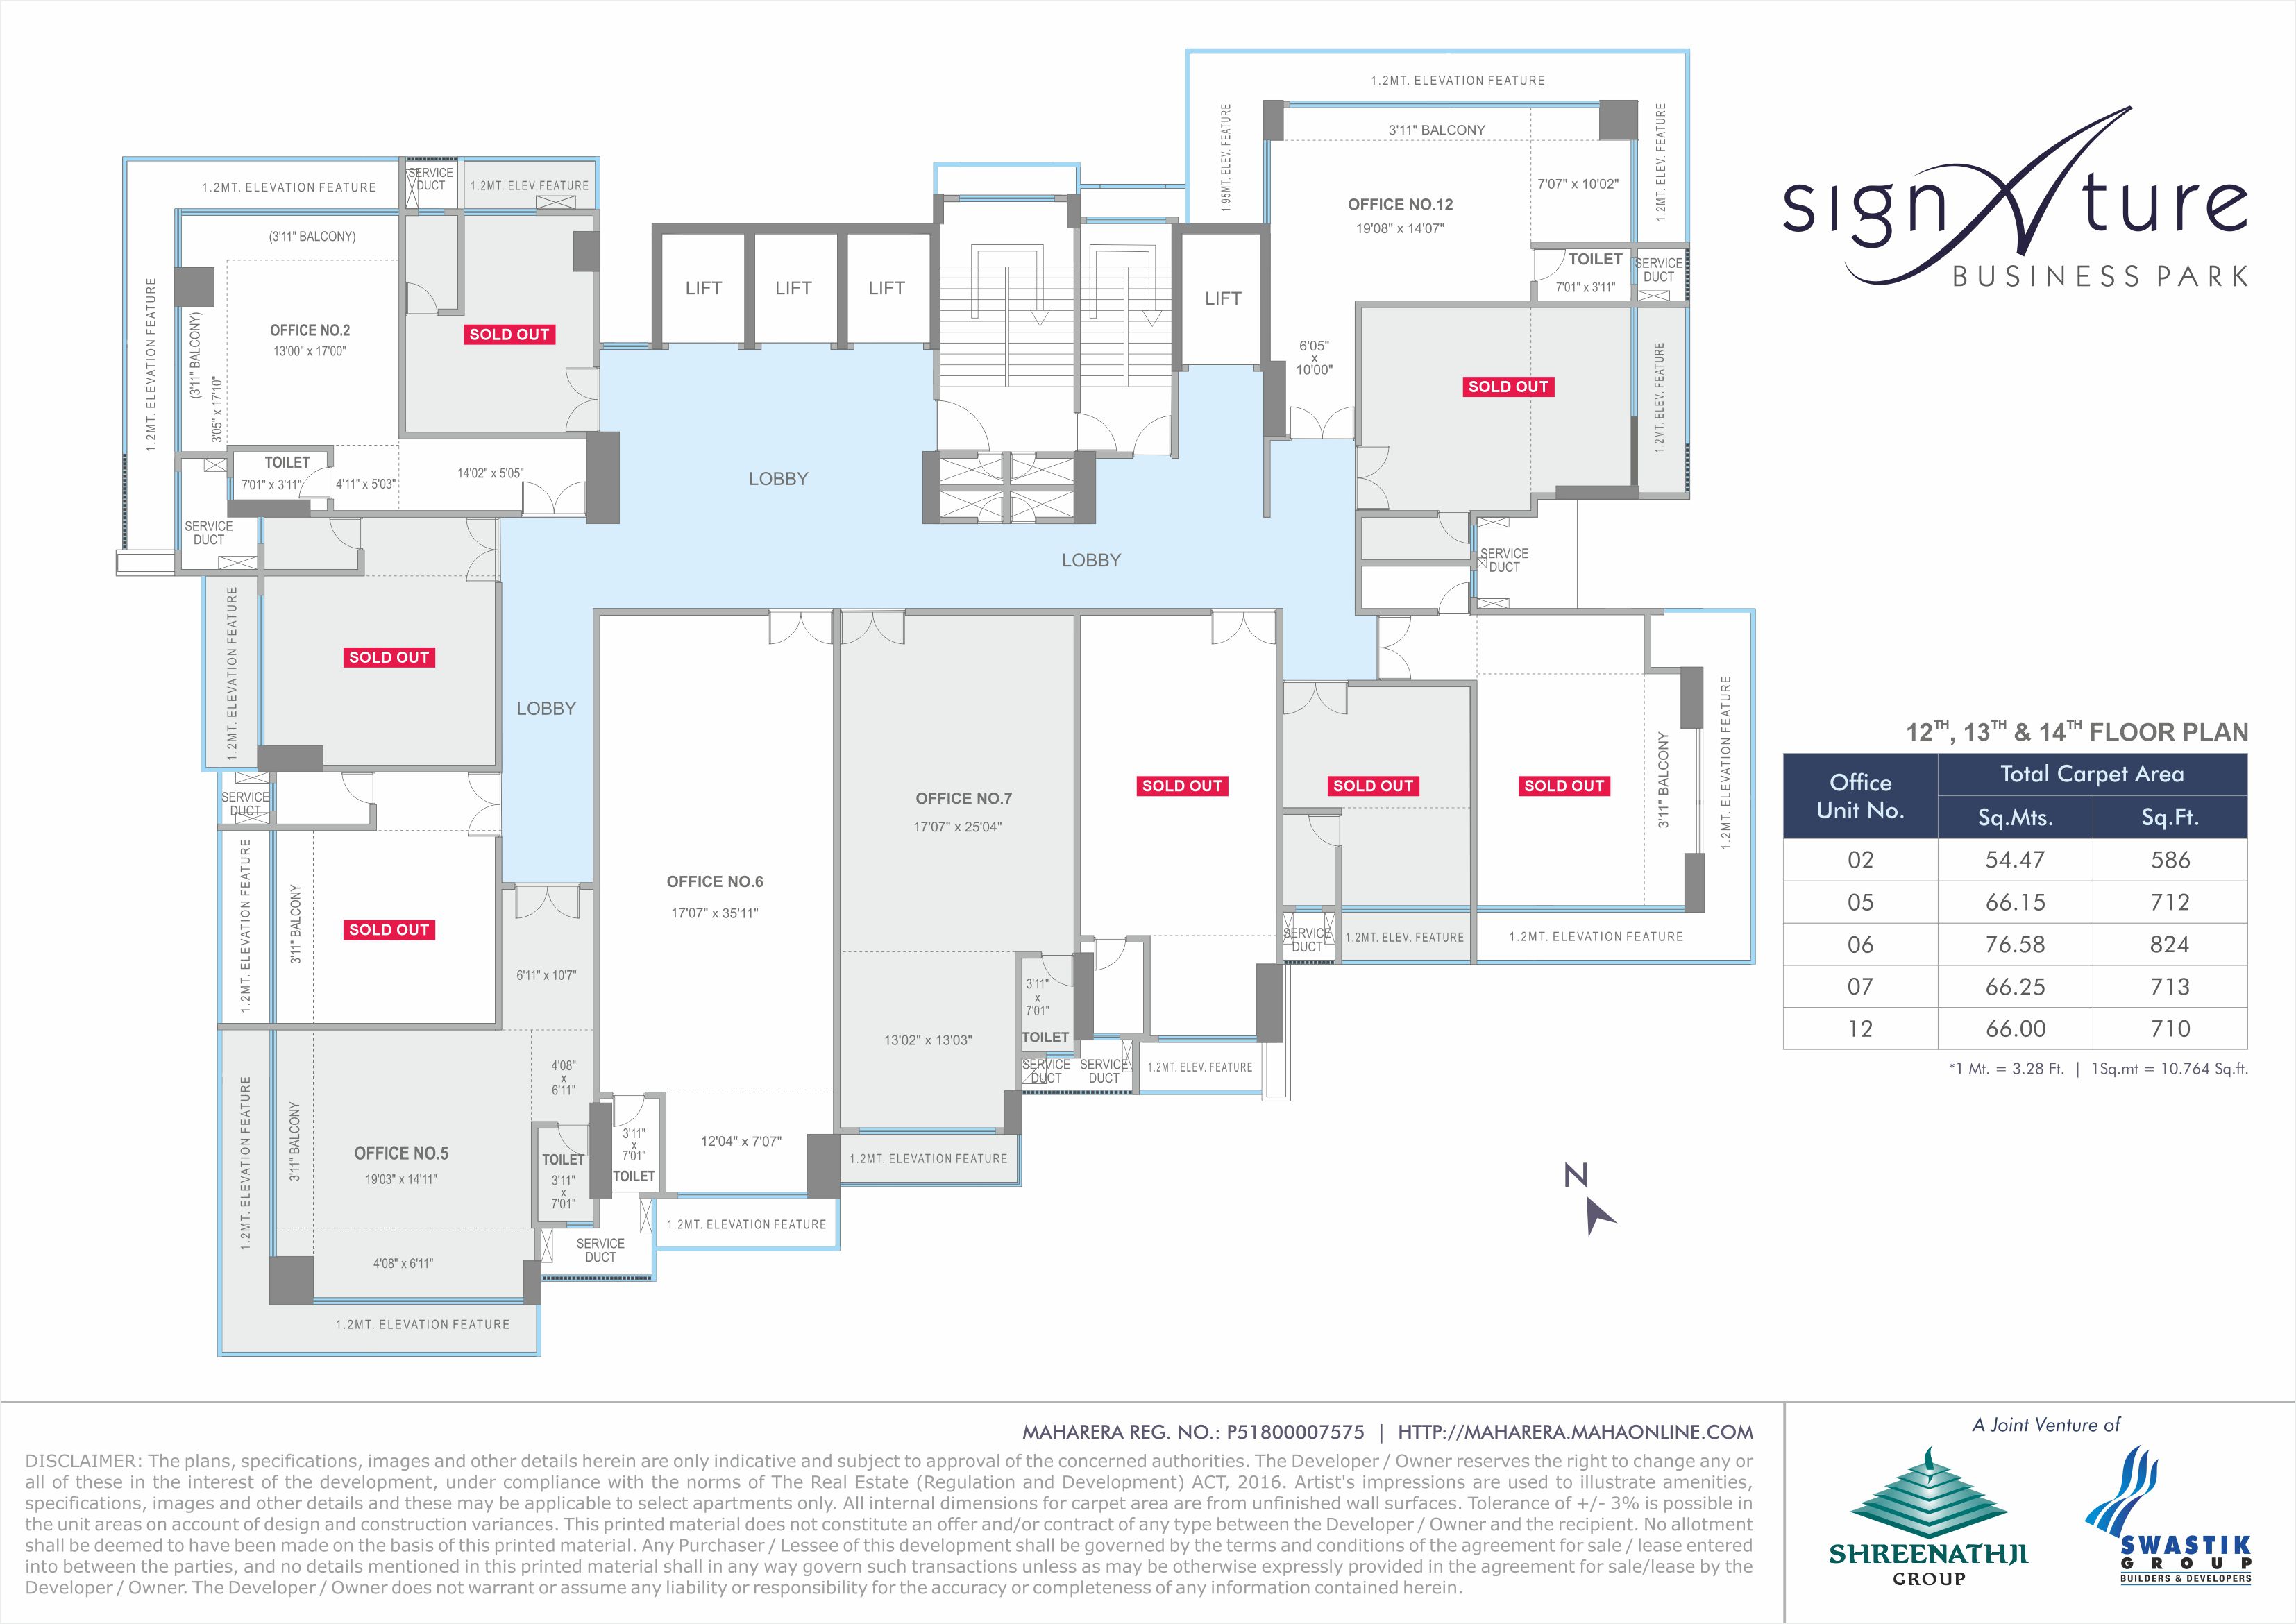 1.2MT. ELEVATION FEATURE
1.95MT. ELEV. FEATURE
1.2MT. ELEV. FEATURE
3'11" BALCONY
7'07" x 10'02"
OFFICE NO.12
19'08" x 14'07"
TOILET
7'01" x 3'11"
SERVICE
DUCT
LIFT
6'05"
x
10'00"
SOLD OUT
1.2MT. ELEV. FEATURE
SERVICE
DUCT
1.2MT. ELEVATION FEATURE
SERVICE
DUCT
1.2MT. ELEV.FEATURE
(3'11" BALCONY)
1.2MT. ELEVATION FEATURE
(3'11" BALCONY)
3'05" x 17'10"
OFFICE NO.2
13'00" x 17'00"
SOLD OUT
LIFT
LIFT
LIFT
TOILET
7'01" x 3'11"
4'11" x 5'03"
14'02" x 5'05"
SERVICE
DUCT
LOBBY
LOBBY
LOBBY
1.2MT. ELEVATION FEATURE
SOLD OUT
SERVICE
DUCT
1.2MT. ELEVATION FEATURE
3'11" BALCONY
SOLD OUT
6'11" x 10'7"
4'08"
x
6'11"
1.2MT. ELEVATION FEATURE
3'11" BALCONY
OFFICE NO.5
19'03" x 14'11"
4'08" x 6'11"
TOILET
3'11"
x
7'01"
1.2MT. ELEVATION FEATURE
OFFICE NO.6
17'07" x 35'11"
3'11"
x
7'01"
TOILET
12'04" x 7'07"
SERVICE
DUCT
1.2MT. ELEVATION FEATURE
OFFICE NO.7
17'07" x 25'04"
13'02" x 13'03"
3'11"
x
7'01"
TOILET
SERVICE
DUCT
SERVICE
DUCT
1.2MT. ELEVATION FEATURE
SOLD OUT
1.2MT. ELEV. FEATURE
SOLD OUT
SERVICE
DUCT
1.2MT. ELEV. FEATURE
SOLD OUT
3'11" BALCONY
1.2MT. ELEVATION FEATURE
1.2MT. ELEVATION FEATURE
N
signAture
BUSINESS PARK
12TH, 13TH & 14TH FLOOR PLAN
Office Unit No. Total Carpet Area
Sq.Mts. Sq.Ft.
02 54.47 586
05 66.15 712
06 76.58 824
07 66.25 713
12 66.00 710
*1 Mt. = 3.28 Ft. | 1Sq.mt = 10.764 Sq.ft.
MAHARERA REG. NO.: P51800007575 | HTTP://MAHARERA.MAHAONLINE.COM
DISCLAIMER: The plans, specifications, images and other details herein are only indicative and subject to approval of the concerned authorities. The Developer / Owner reserves the right to change any or
all of these in the interest of the development, under compliance with the norms of The Real Estate (Regulation and Development) ACT, 2016. Artist's impressions are used to illustrate amenities,
specifications, images and other details and these may be applicable to select apartments only. All internal dimensions for carpet area are from unfinished wall surfaces. Tolerance of +/- 3% is possible in
the unit areas on account of design and construction variances. This printed material does not constitute an offer and/or contract of any type between the Developer / Owner and the recipient. No allotment
shall be deemed to have been made on the basis of this printed material. Any Purchaser / Lessee of this development shall be governed by the terms and conditions of the agreement for sale / lease entered
into between the parties, and no details mentioned in this printed material shall in any way govern such transactions unless as may be otherwise expressly provided in the agreement for sale/lease by the
Developer / Owner. The Developer / Owner does not warrant or assume any liability or responsibility for the accuracy or completeness of any information contained herein.
A Joint Venture of
SHREENATHJI
GROUP
SWASTIK
GROUP
BUILDERS & DEVELOPERS